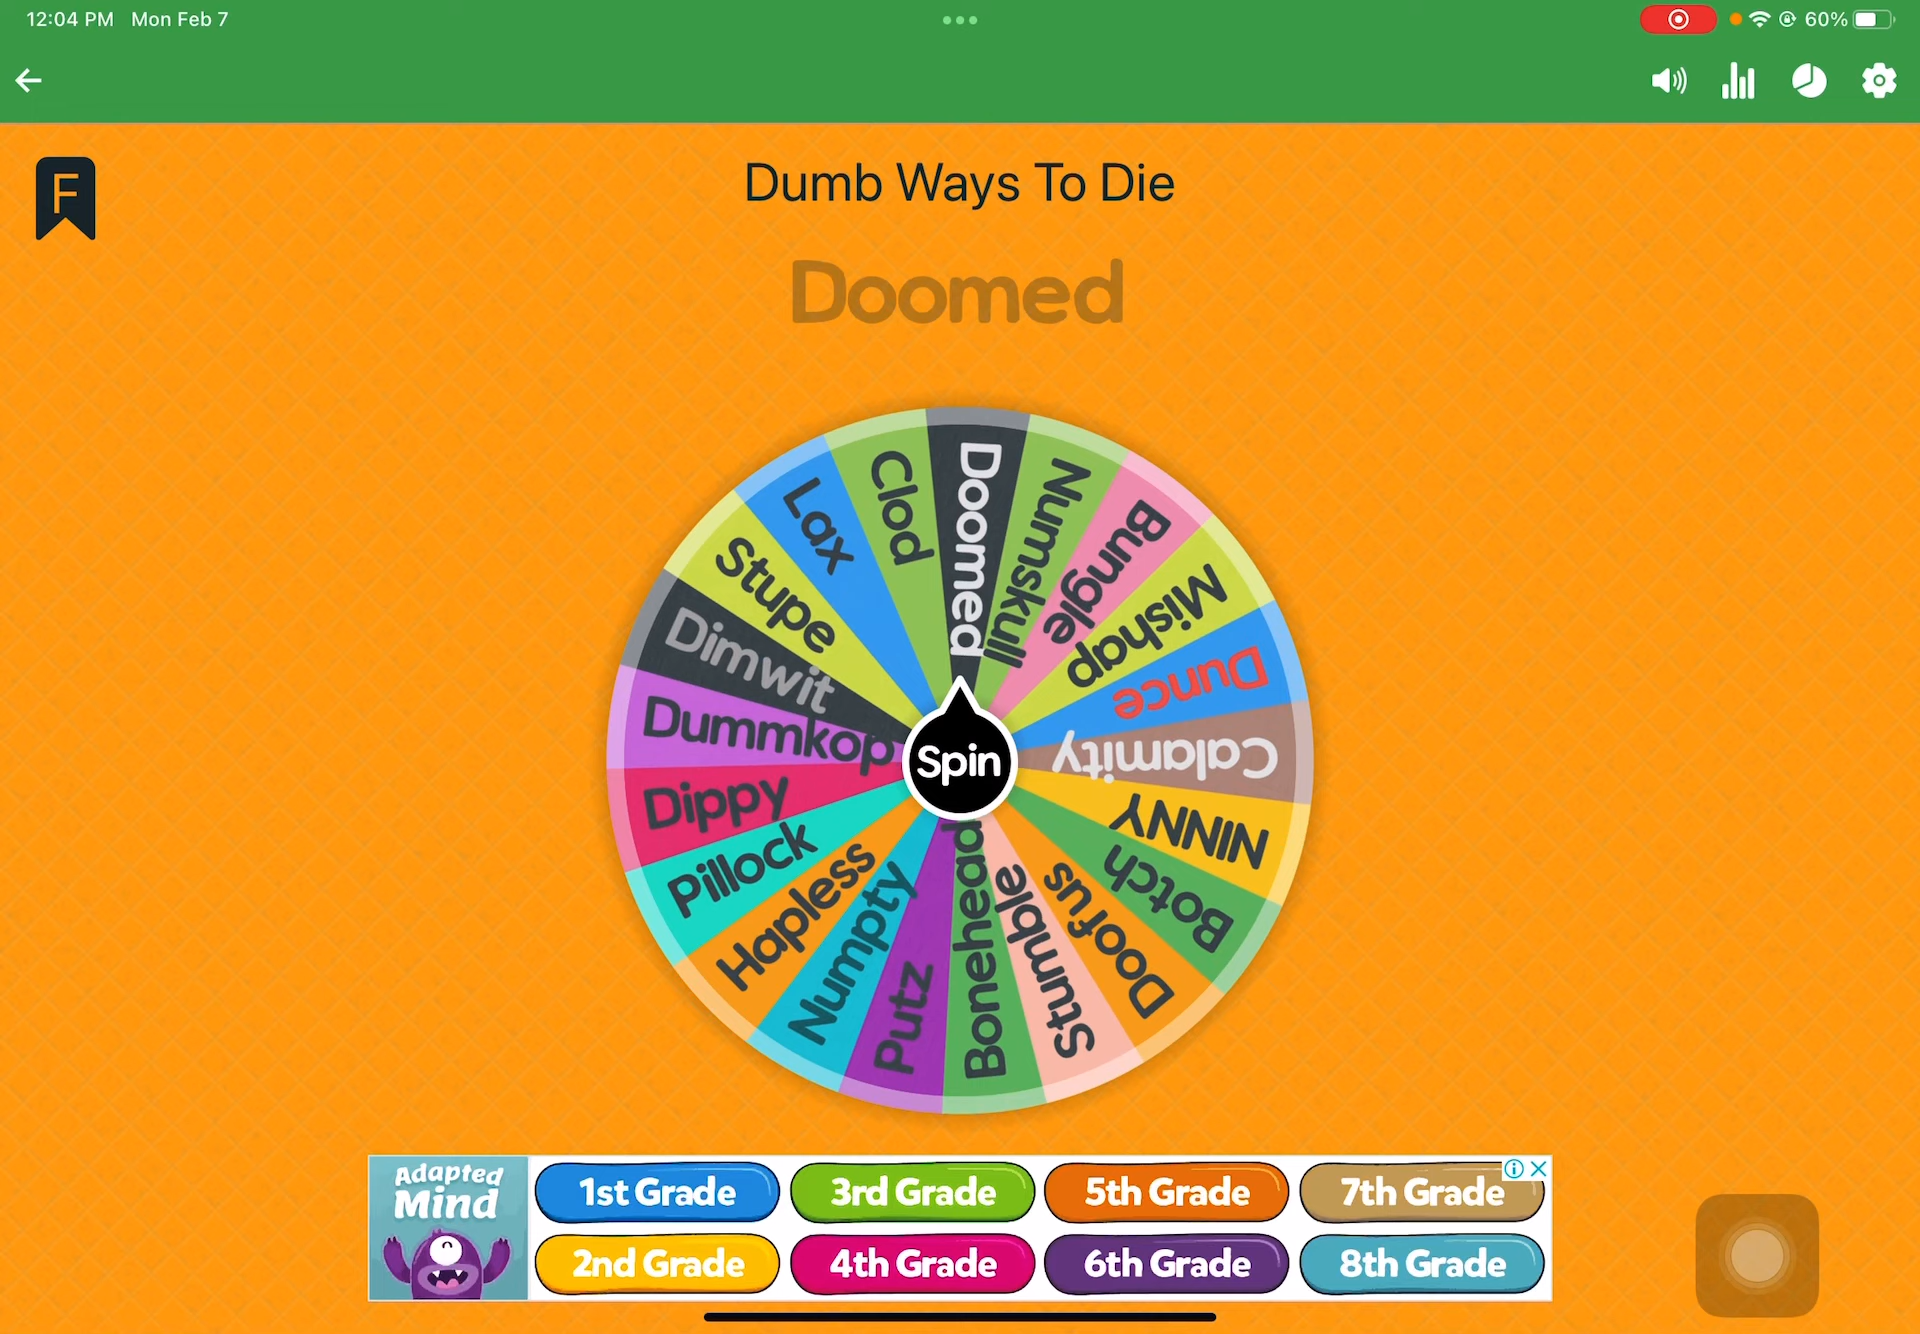 12:04 PM Mon Feb 7
60%
F
Dumb Ways To Die
Doomed
Doomed
Numskull
Bungle
Mishap
Dunce
Calamity
NINNY
Botch
Doofus
Stumble
Bonehead
Putz
Numpty
Hapless
Pillock
Dippy
Dummkop
Dimwit
Stupe
Lax
Clod
Spin
Adapted
Mind
1st Grade
3rd Grade
5th Grade
7th Grade
2nd Grade
4th Grade
6th Grade
8th Grade